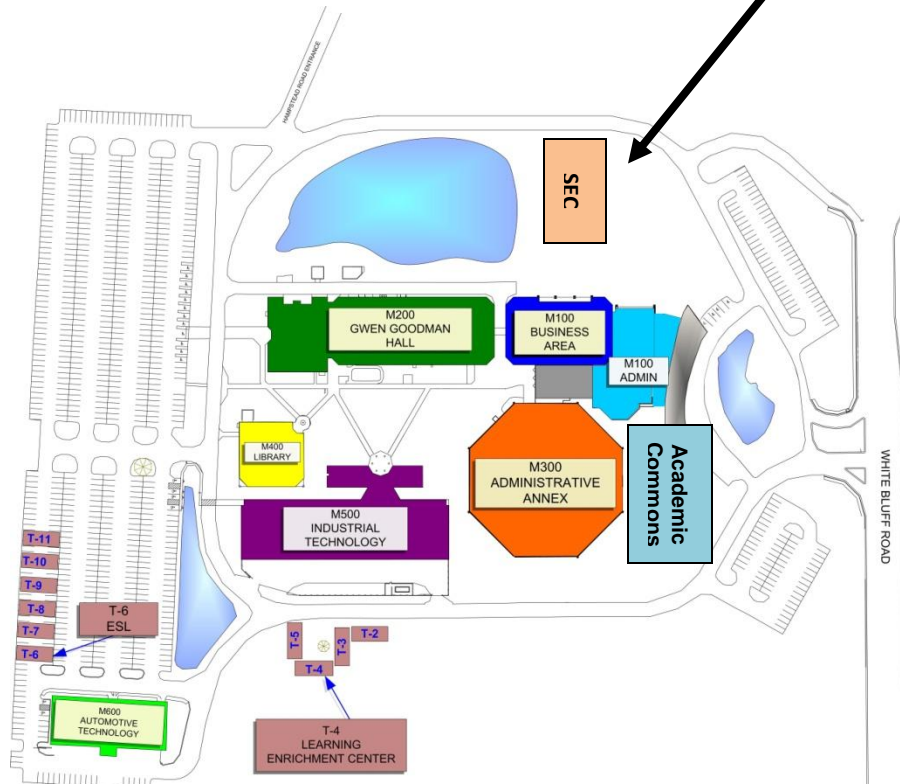 HAMPSTEAD ROAD ENTRANCE
SEC
M200
GWEN GOODMAN
HALL
M100
BUSINESS
AREA
M100
ADMIN
M400
LIBRARY
M300
ADMINISTRATIVE
ANNEX
Academic
Commons
WHITE BLUFF ROAD
M500
INDUSTRIAL
TECHNOLOGY
T-11
T-10
T-9
T-8
T-7
T-6
T-6
ESL
T-5
T-3
T-2
T-4
M600
AUTOMOTIVE
TECHNOLOGY
T-4
LEARNING
ENRICHMENT CENTER